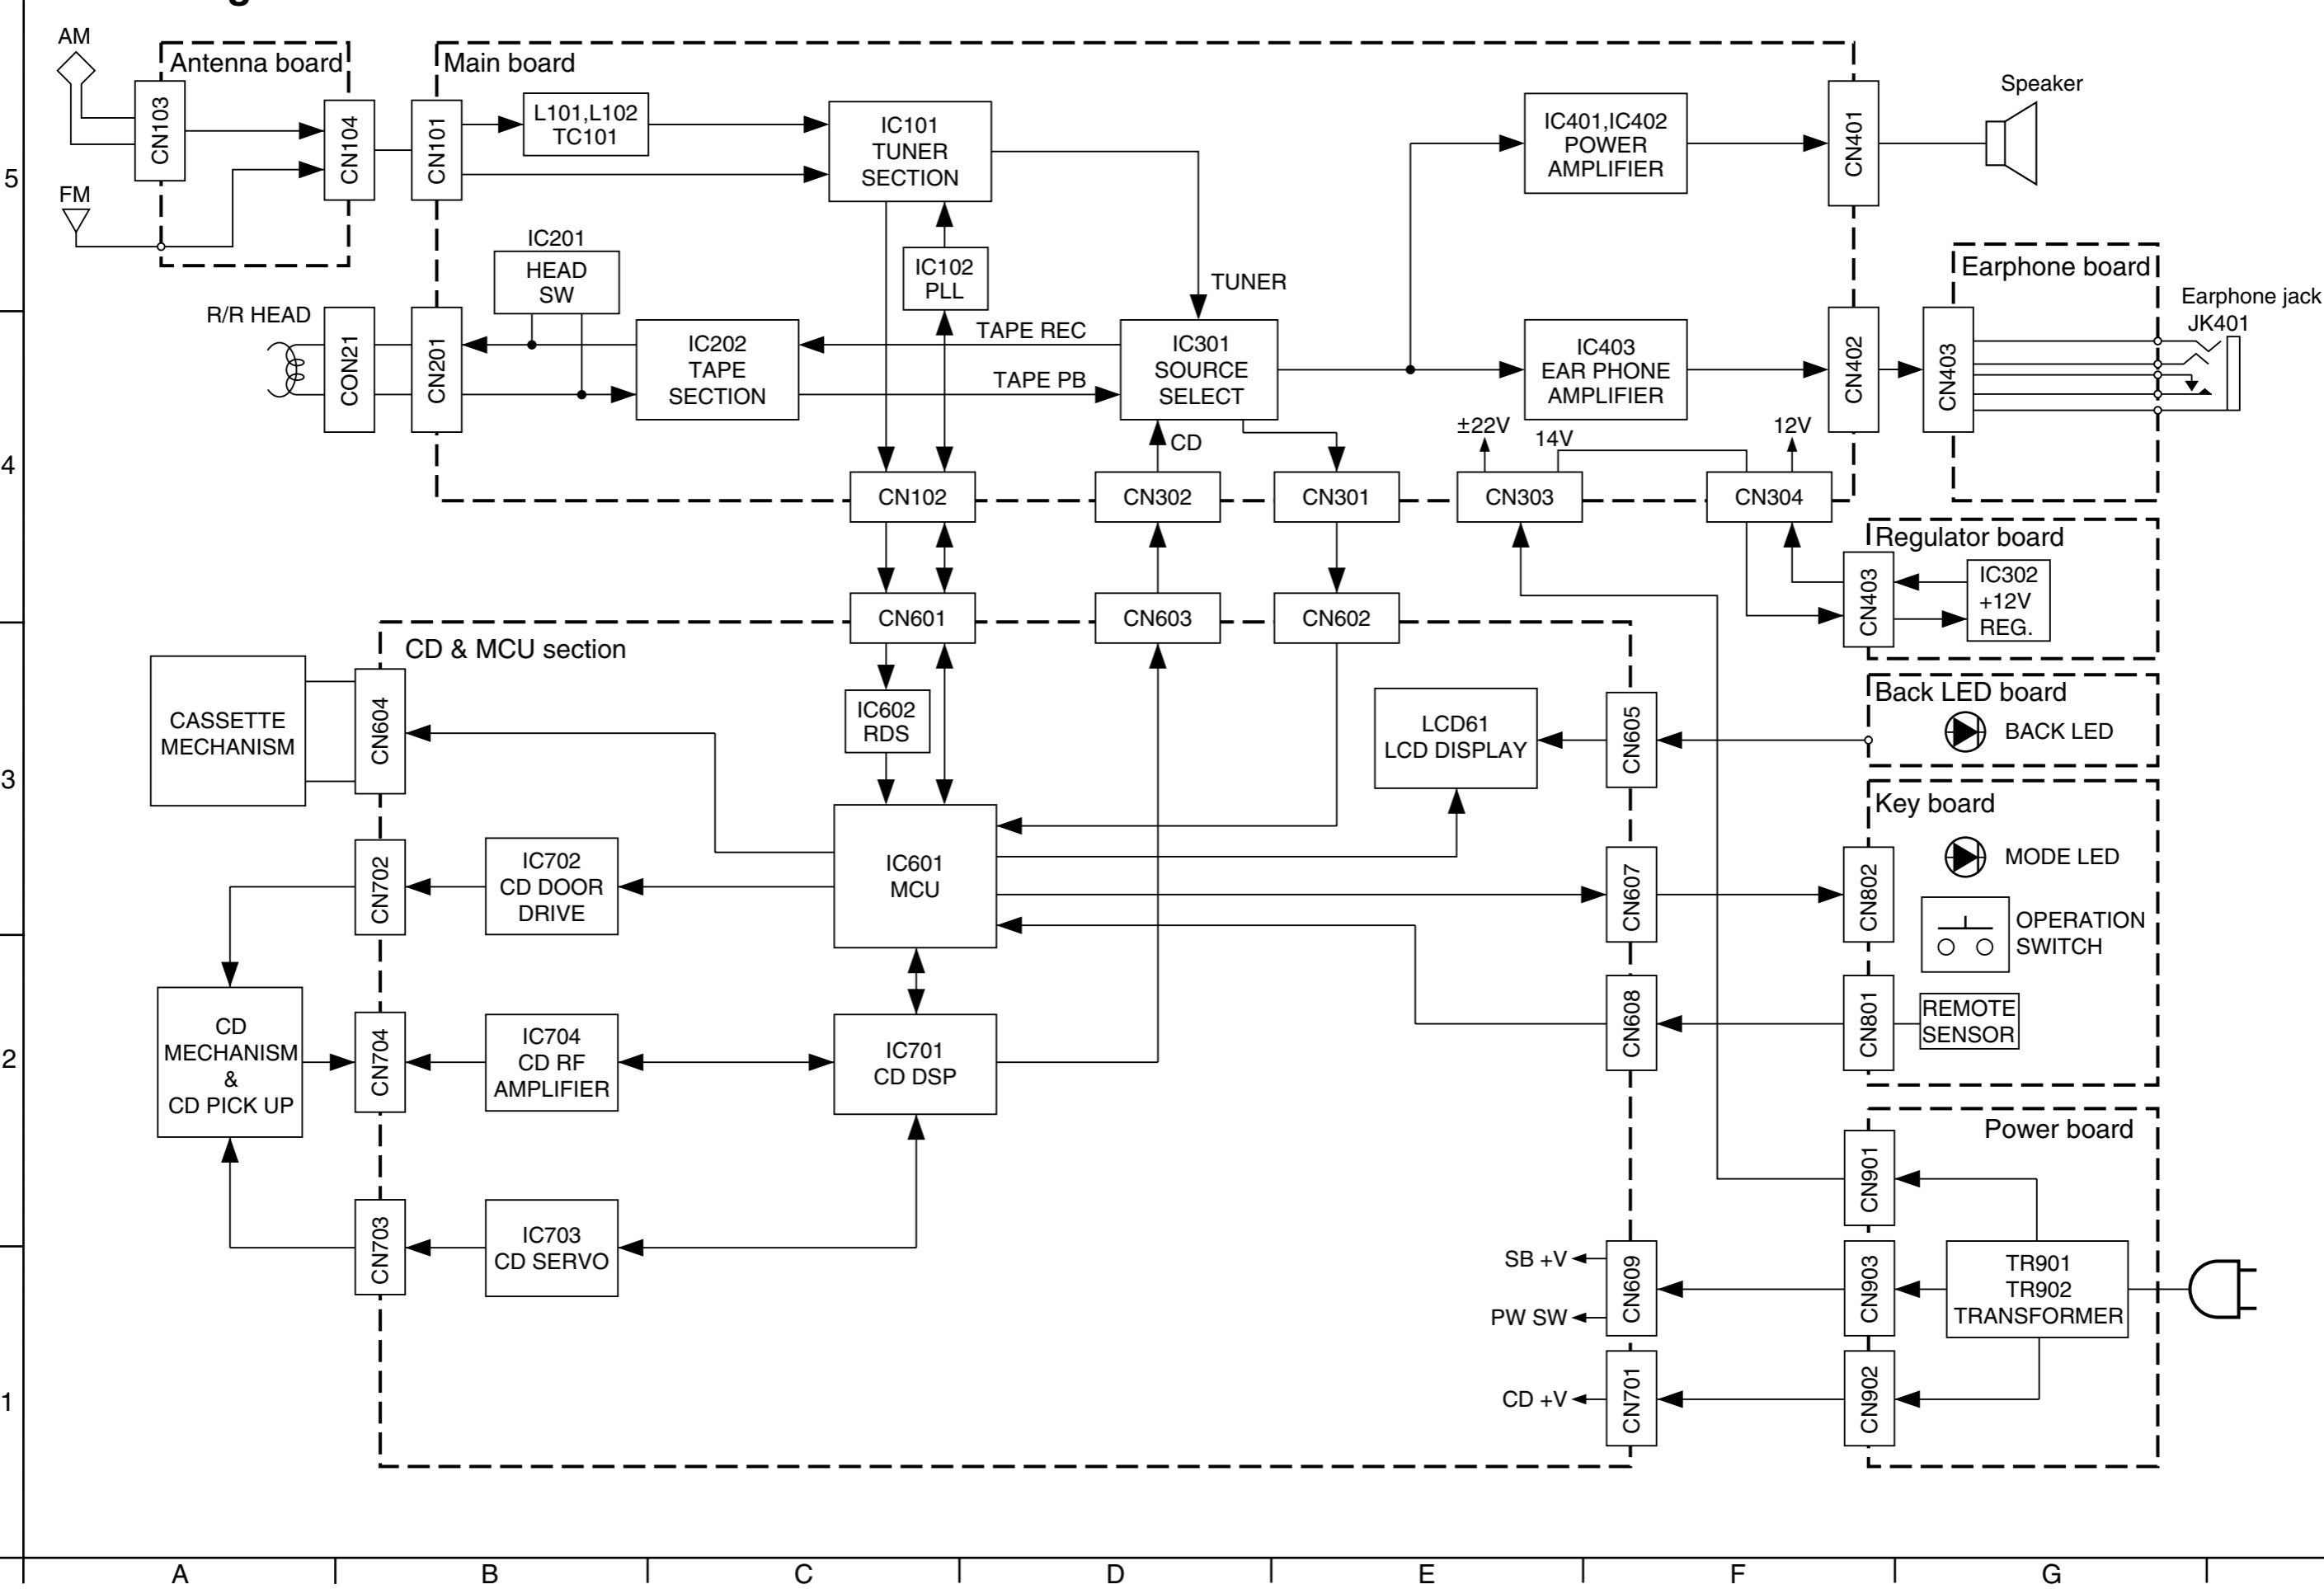 AM
Antenna board
CN103
CN104
FM
Main board
CN101
L101,L102
TC101
IC101
TUNER
SECTION
IC401,IC402
POWER
AMPLIFIER
CN401
Speaker
5
IC201
HEAD
SW
IC102
PLL
TUNER
Earphone board
Earphone jack
JK401
R/R HEAD
CON21
CN201
IC202
TAPE
SECTION
TAPE REC
TAPE PB
IC301
SOURCE
SELECT
IC403
EAR PHONE
AMPLIFIER
CN402
CN403
CD
±22V
14V
12V
4
CN102
CN302
CN301
CN303
CN304
Regulator board
CN403
IC302
+12V
REG.
CN601
CN603
CN602
CD & MCU section
CASSETTE
MECHANISM
CN604
IC602
RDS
LCD61
LCD DISPLAY
CN605
Back LED board
BACK LED
3
Key board
MODE LED
OPERATION
SWITCH
CN702
IC702
CD DOOR
DRIVE
IC601
MCU
CN607
CN802
CD
MECHANISM
&
CD PICK UP
CN704
IC704
CD RF
AMPLIFIER
IC701
CD DSP
CN608
CN801
REMOTE
SENSOR
2
Power board
CN901
CN703
IC703
CD SERVO
SB +V
PW SW
CN609
CN903
TR901
TR902
TRANSFORMER
CD +V
CN701
CN902
1
A
B
C
D
E
F
G